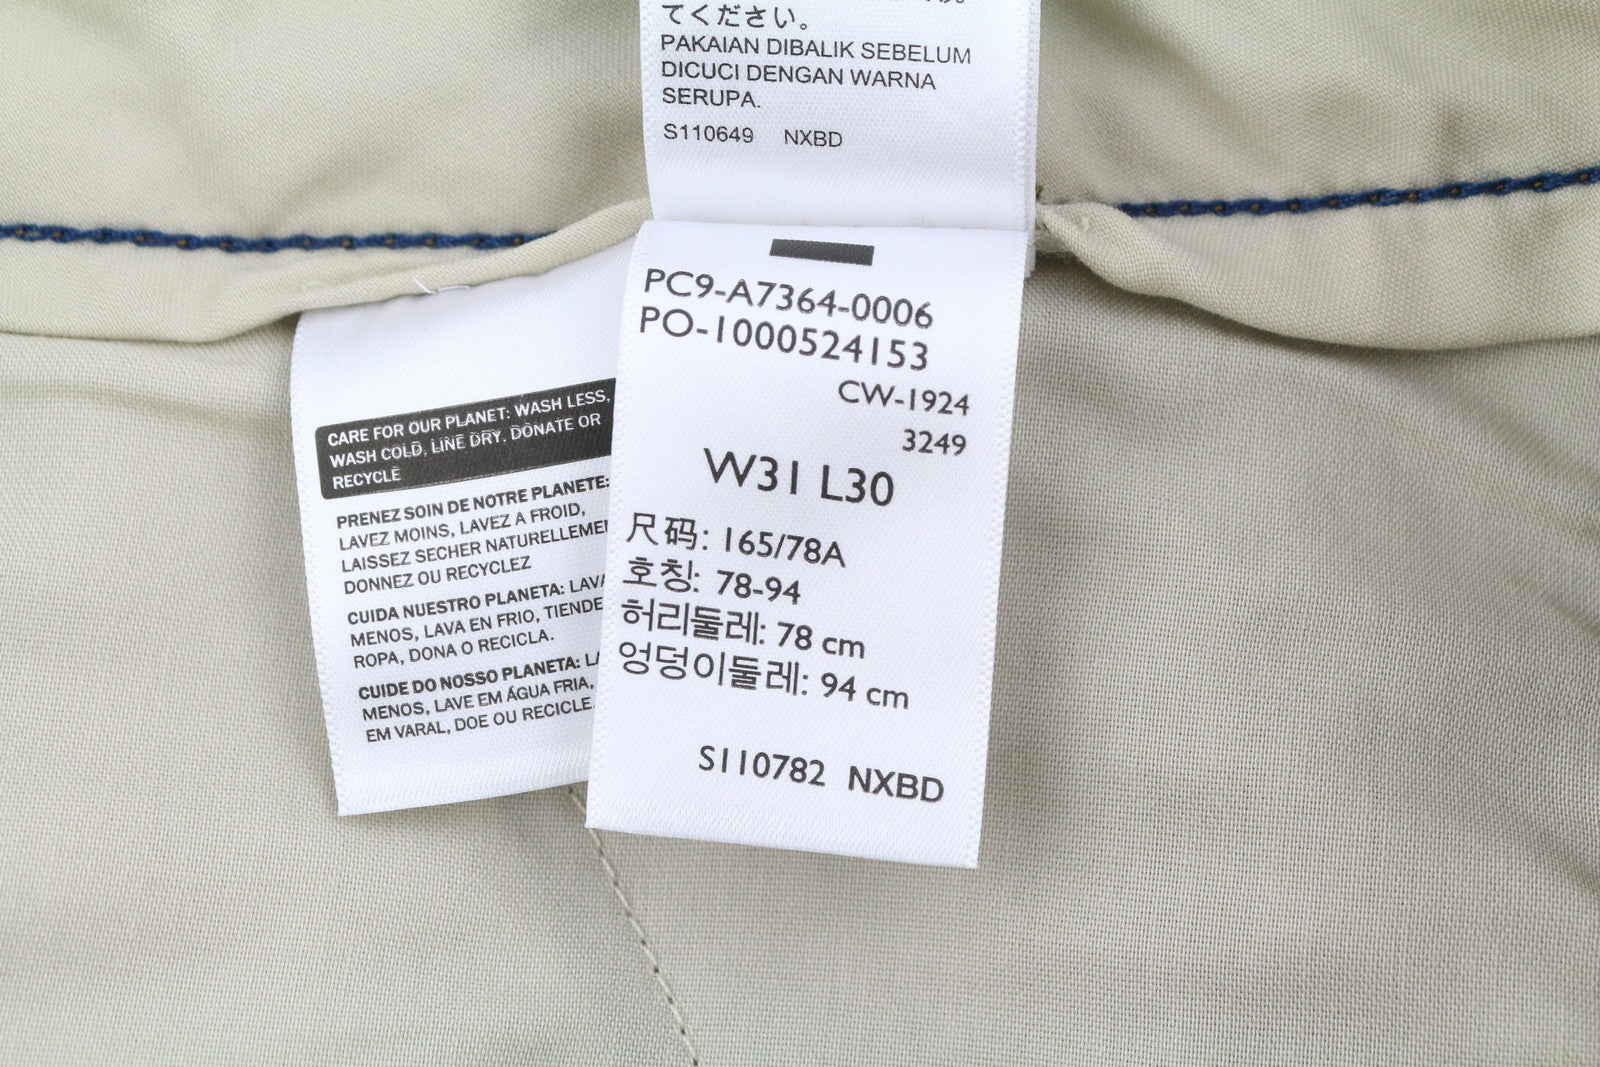 てください。
PAKAIAN DIBALIK SEBELUM
DICUCI DENGAN WARNA
SERUPA.
S110649 NXBD
PC9-A7364-0006
PO-1000524153
CW-1924
3249
W31 L30
尺码: 165/78A
호칭: 78-94
허리둘레: 78 cm
엉덩이둘레: 94 cm
S110782 NXBD
CARE FOR OUR PLANET: WASH LESS,
WASH COLD, LINE DRY, DONATE OR
RECYCLE
PRENEZ SOIN DE NOTRE PLANETE:
LAVEZ MOINS, LAVEZ A FROID,
LAISSEZ SECHER NATURELLEMEN
DONNEZ OU RECYCLEZ
CUIDA NUESTRO PLANETA: LAVA
MENOS, LAVA EN FRIO, TIENDE
ROPA, DONA O RECICLA.
CUIDE DO NOSSO PLANETA: LA
MENOS, LAVE EM ÁGUA FRIA,
EM VARAL, DOE OU RECICLE.